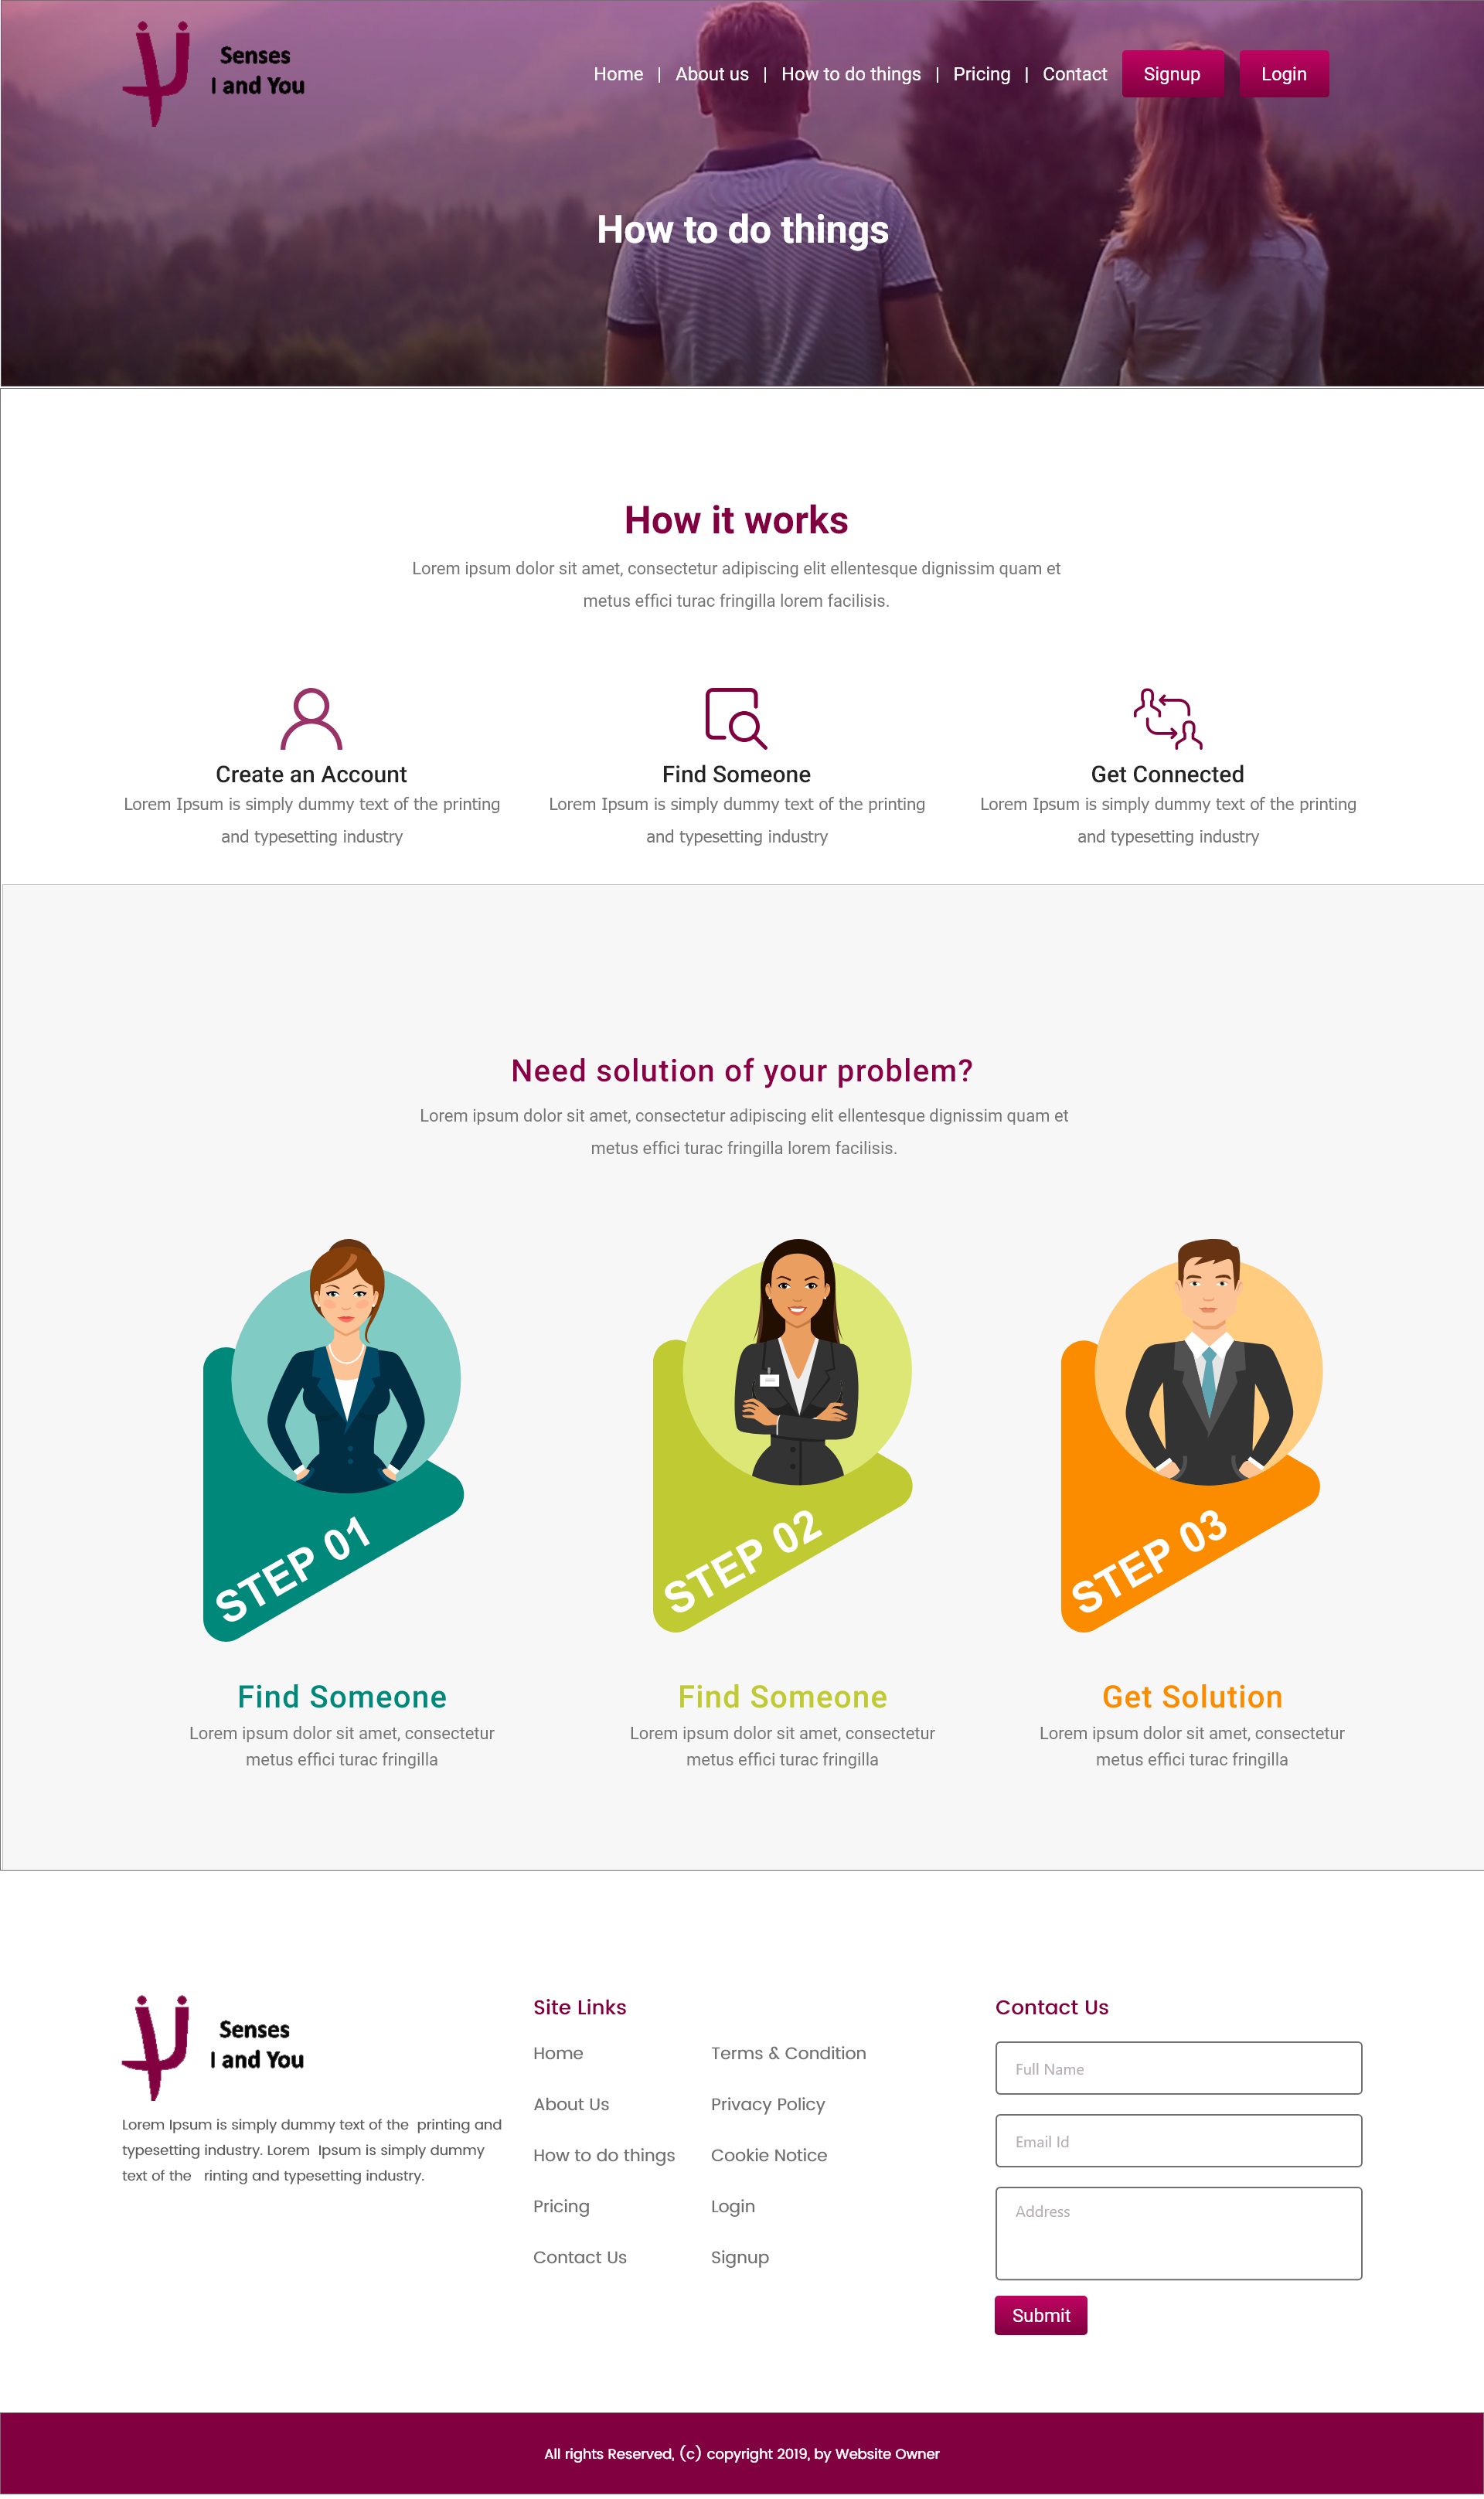 Senses
I and You
Home | About us | How to do things | Pricing | Contact Signup Login
How to do things
How it works
Lorem ipsum dolor sit amet, consectetur adipiscing elit ellentesque dignissim quam et
metus effici turac fringilla lorem facilisis.
Create an Account
Lorem Ipsum is simply dummy text of the printing
and typesetting industry
Find Someone
Lorem Ipsum is simply dummy text of the printing
and typesetting industry
Get Connected
Lorem Ipsum is simply dummy text of the printing
and typesetting industry
Need solution of your problem?
Lorem ipsum dolor sit amet, consectetur adipiscing elit ellentesque dignissim quam et
metus effici turac fringilla lorem facilisis.
STEP 01
Find Someone
Lorem ipsum dolor sit amet, consectetur
metus effici turac fringilla
STEP 02
Find Someone
Lorem ipsum dolor sit amet, consectetur
metus effici turac fringilla
STEP 03
Get Solution
Lorem ipsum dolor sit amet, consectetur
metus effici turac fringilla
Senses
I and You
Lorem Ipsum is simply dummy text of the printing and
typesetting industry. Lorem Ipsum is simply dummy
text of the rinting and typesetting industry.
Site Links
Home
About Us
How to do things
Pricing
Contact Us
Terms & Condition
Privacy Policy
Cookie Notice
Login
Signup
Contact Us
Full Name
Email Id
Address
Submit
All rights Reserved, (c) copyright 2019, by Website Owner